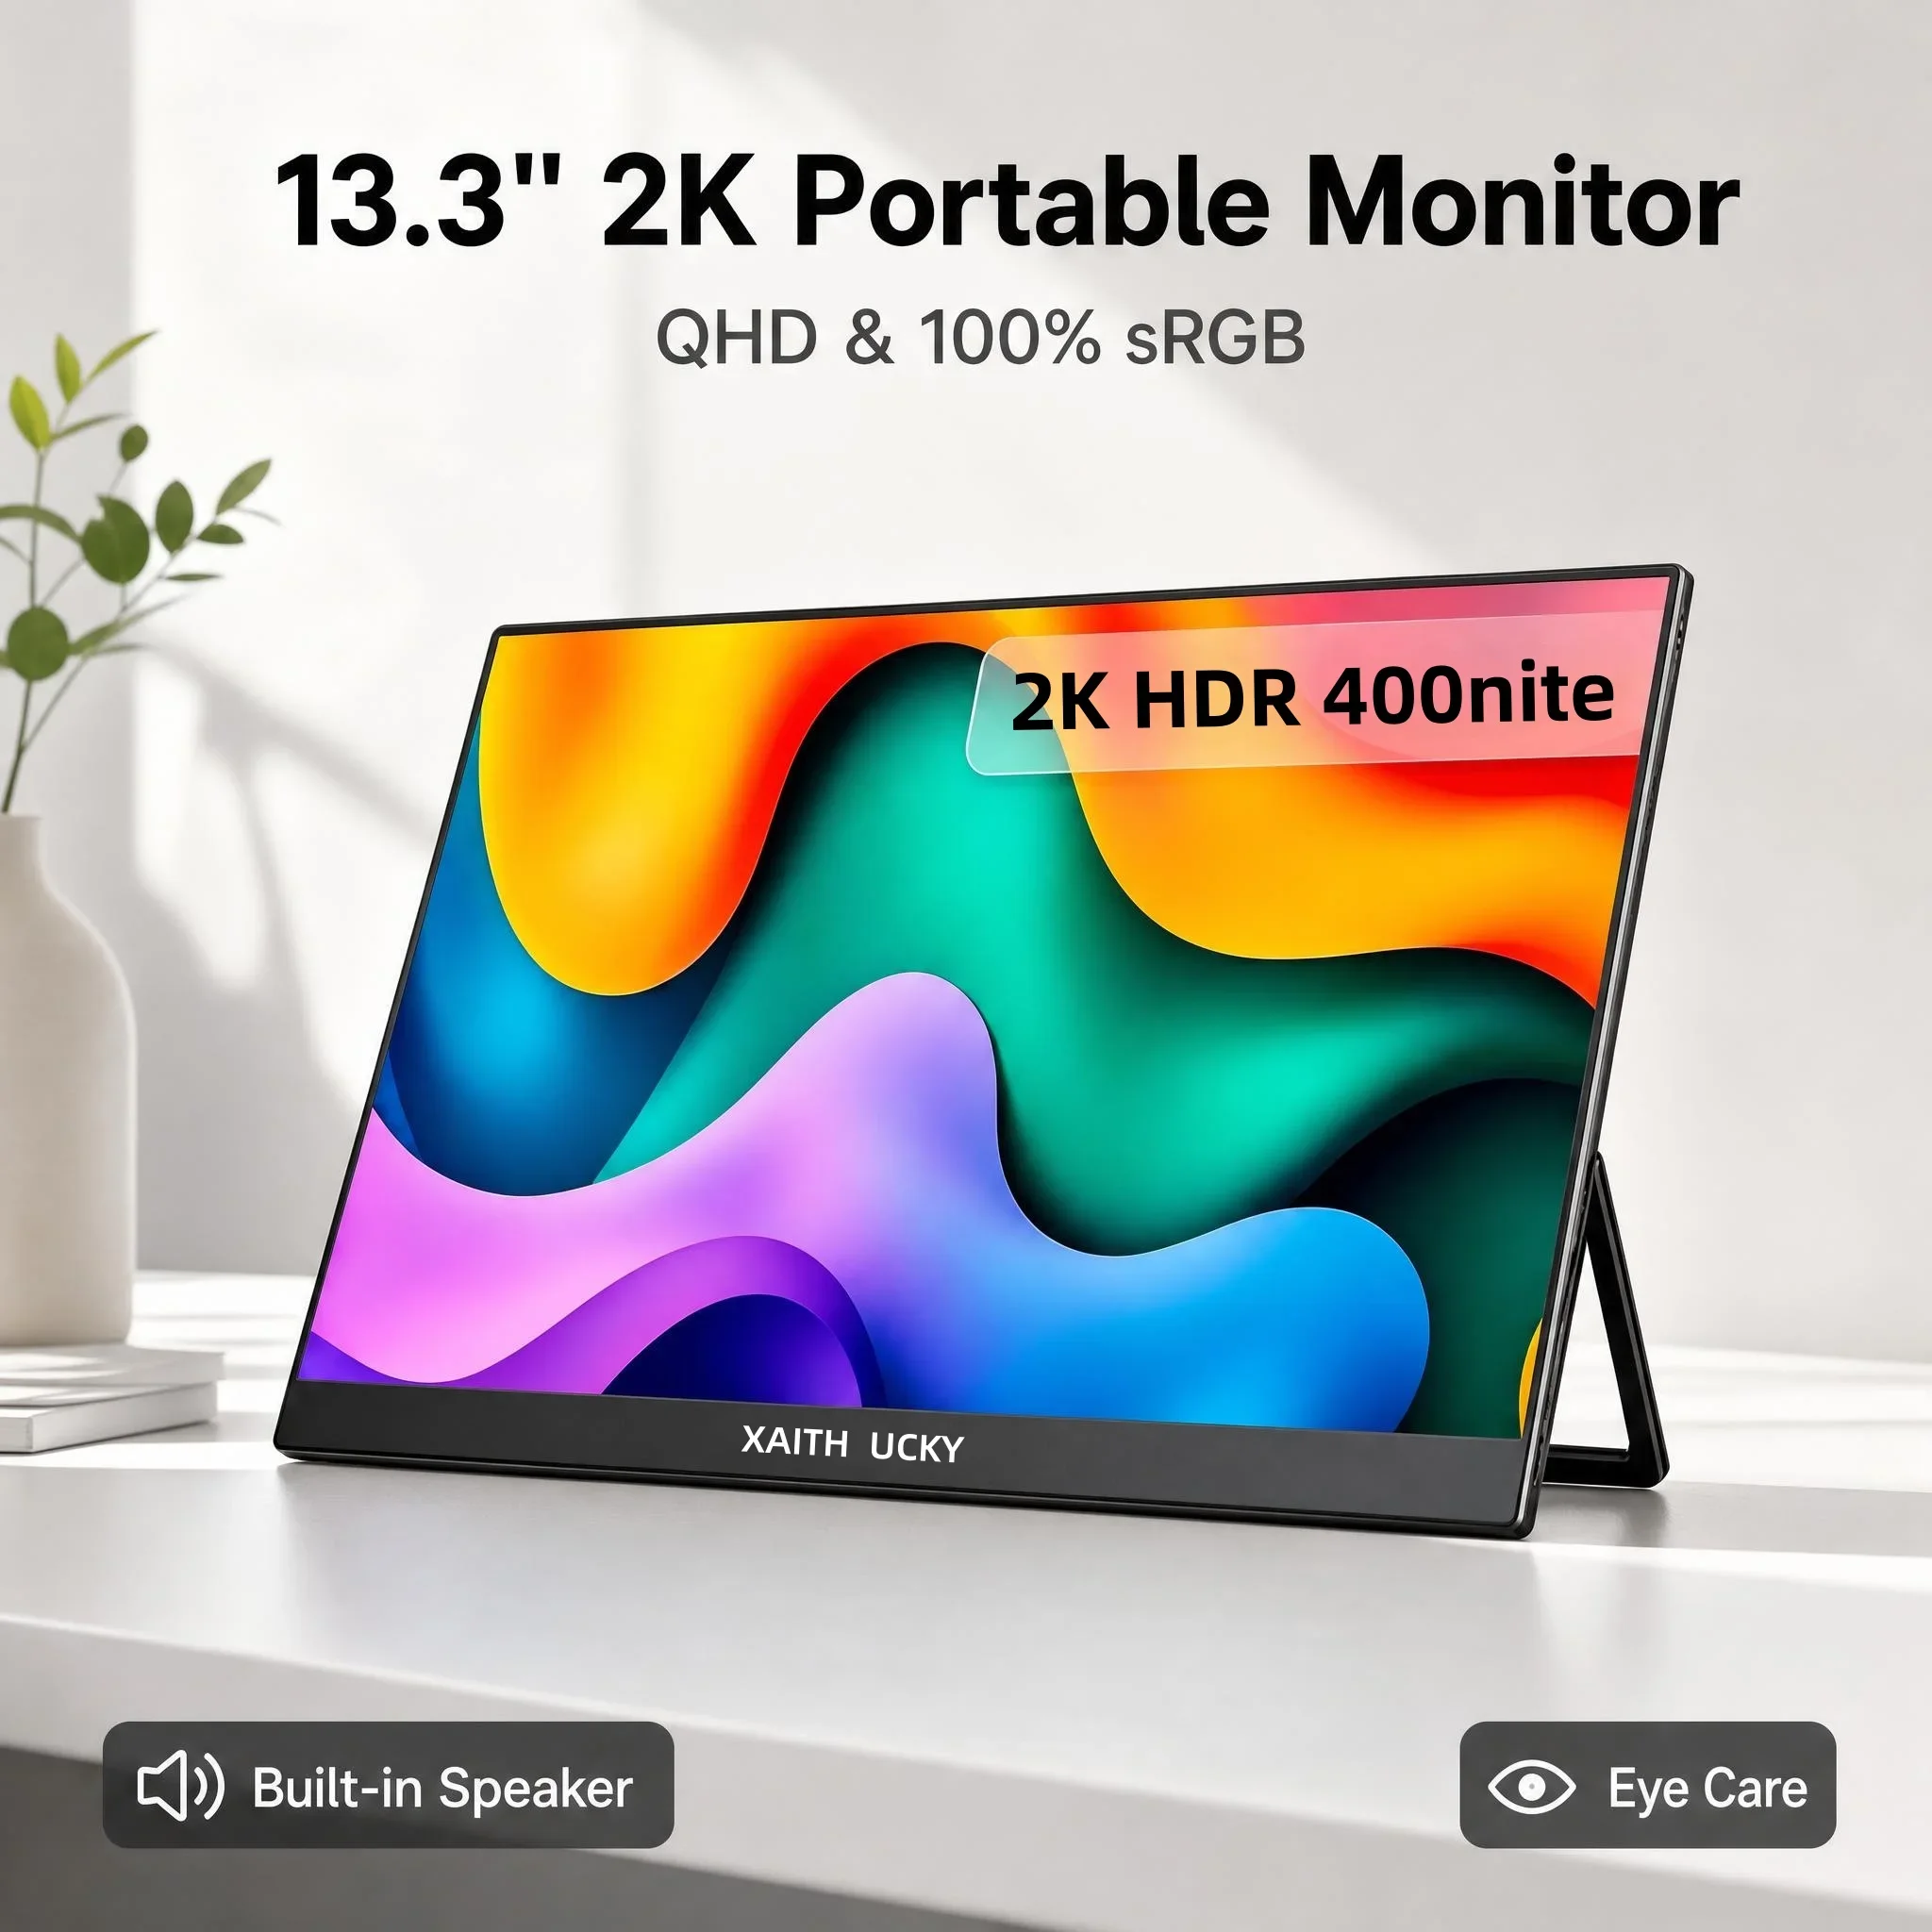 13.3" 2K Portable Monitor
QHD & 100% sRGB
2K HDR 400nite
XAITH UCKY
Built-in Speaker
Eye Care